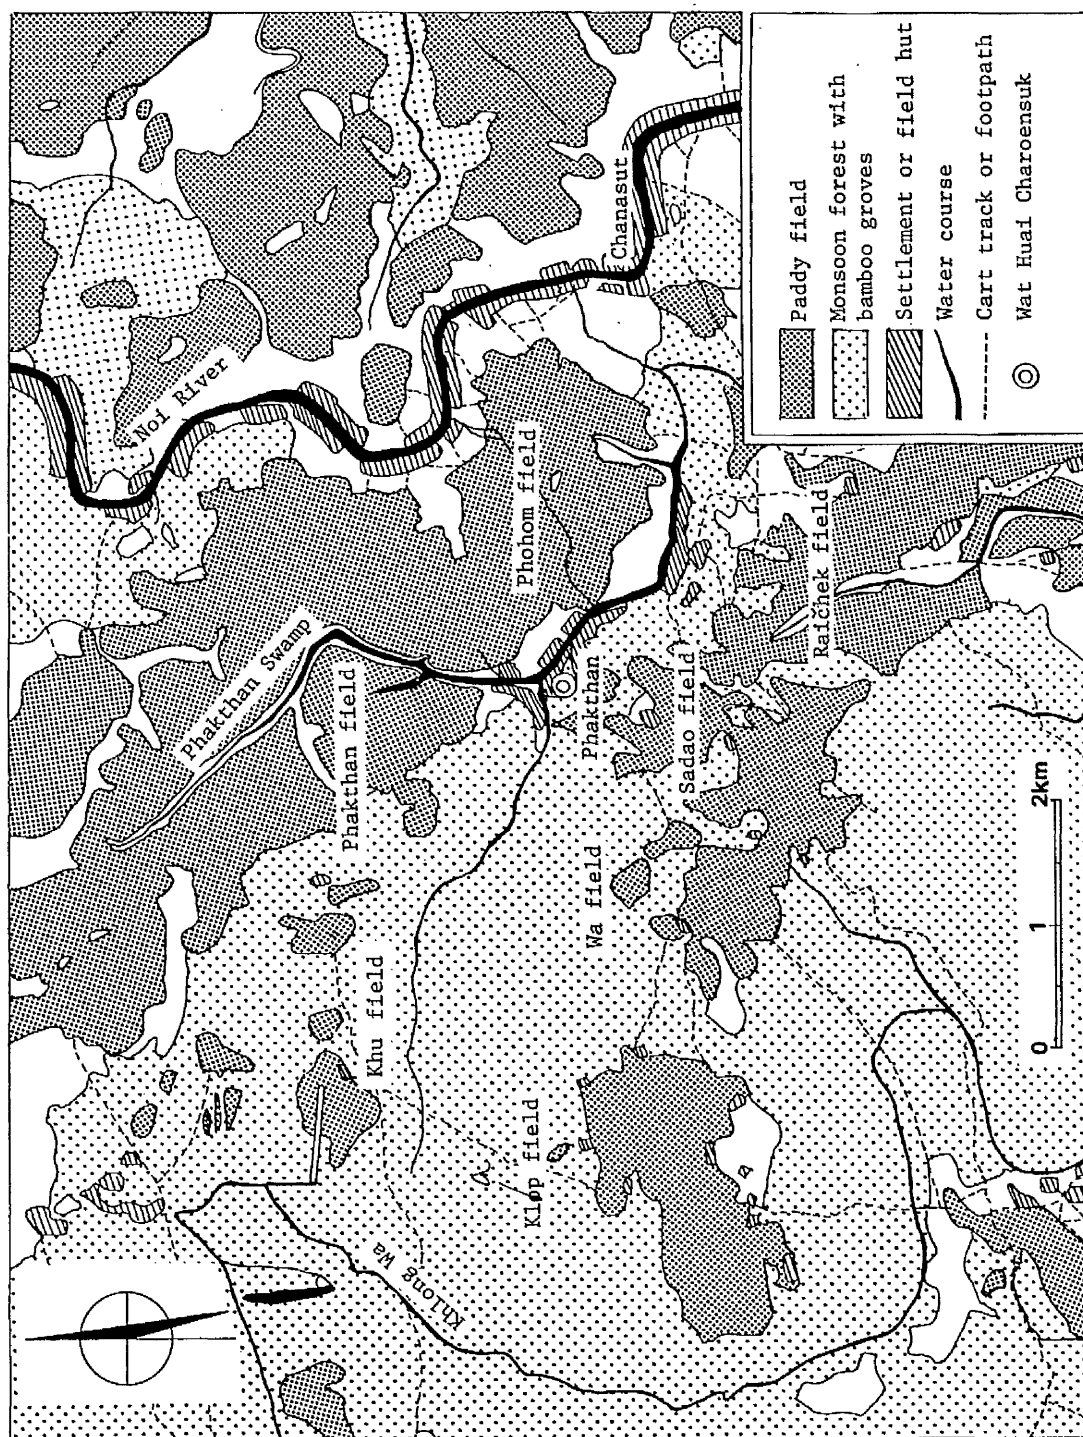 Noi River
Chanasut
Phohom field
Phakthan Swamp
Phakthan field
Phakthan
Sadao field
Raichek field
Wa field
Khu field
Klop field
Khlong Wa
Paddy field
Monsoon forest with
bamboo groves
Settlement or field hut
Water course
Cart track or footpath
Wat Huai Charoensuk
0 1 2km